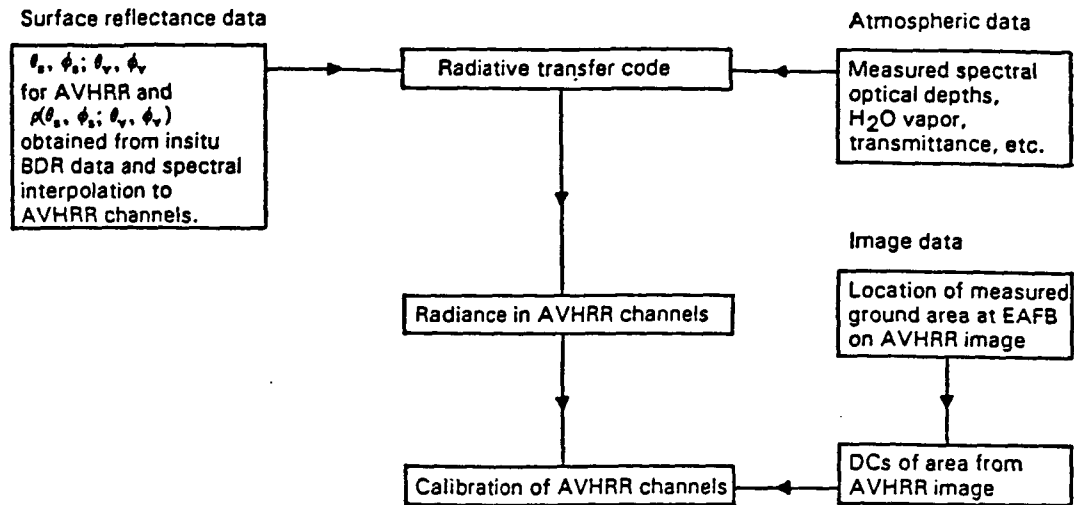 Surface reflectance data
θs, ϕs; θv, ϕv
for AVHRR and
ρ(θs, ϕs; θv, ϕv)
obtained from insitu
BDR data and spectral
interpolation to
AVHRR channels.
Radiative transfer code
Atmospheric data
Measured spectral
optical depths,
H2O vapor,
transmittance, etc.
Radiance in AVHRR channels
Image data
Location of measured
ground area at EAFB
on AVHRR image
Calibration of AVHRR channels
DCs of area from
AVHRR image